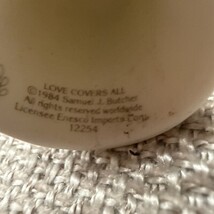 LOVE COVERS ALL
©1984 Samuel J. Butcher
All rights reserved worldwide
Licensee Enesco Imports Corp.
12254